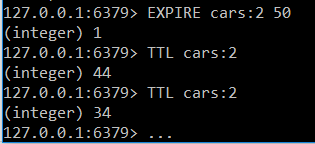 127.0.0.1:6379> EXPIRE cars:2 50
(integer) 1
127.0.0.1:6379> TTL cars:2
(integer) 44
127.0.0.1:6379> TTL cars:2
(integer) 34
127.0.0.1:6379> ...